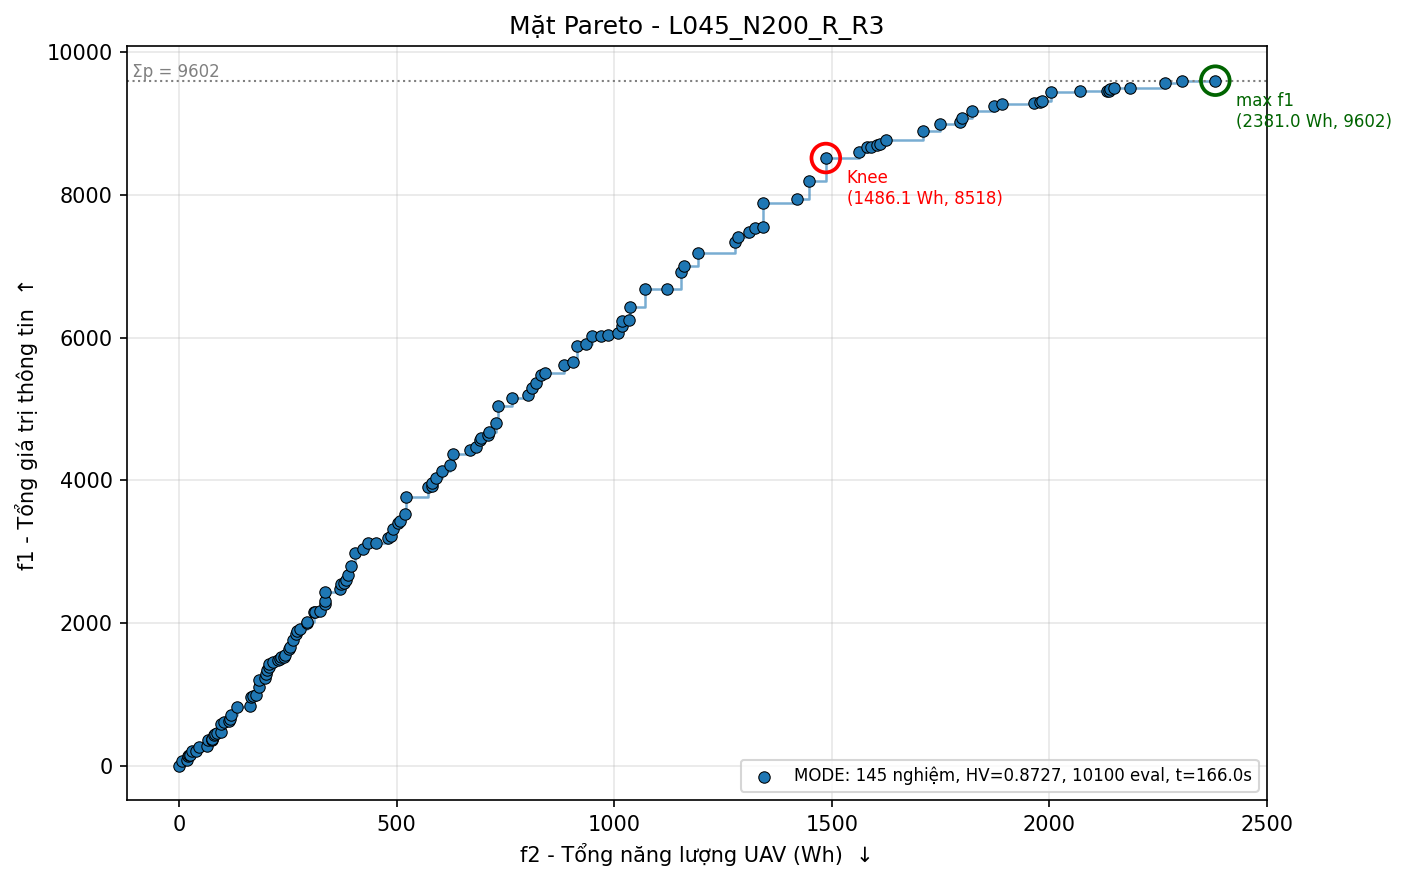 Mặt Pareto - L045_N200_R_R3
10000
8000
6000
4000
2000
0
f1 - Tổng giá trị thông tin ↑
Σp = 9602
max f1
(2381.0 Wh, 9602)
Knee
(1486.1 Wh, 8518)
MODE: 145 nghiệm, HV=0.8727, 10100 eval, t=166.0s
0
500
1000
1500
2000
2500
f2 - Tổng năng lượng UAV (Wh) ↓